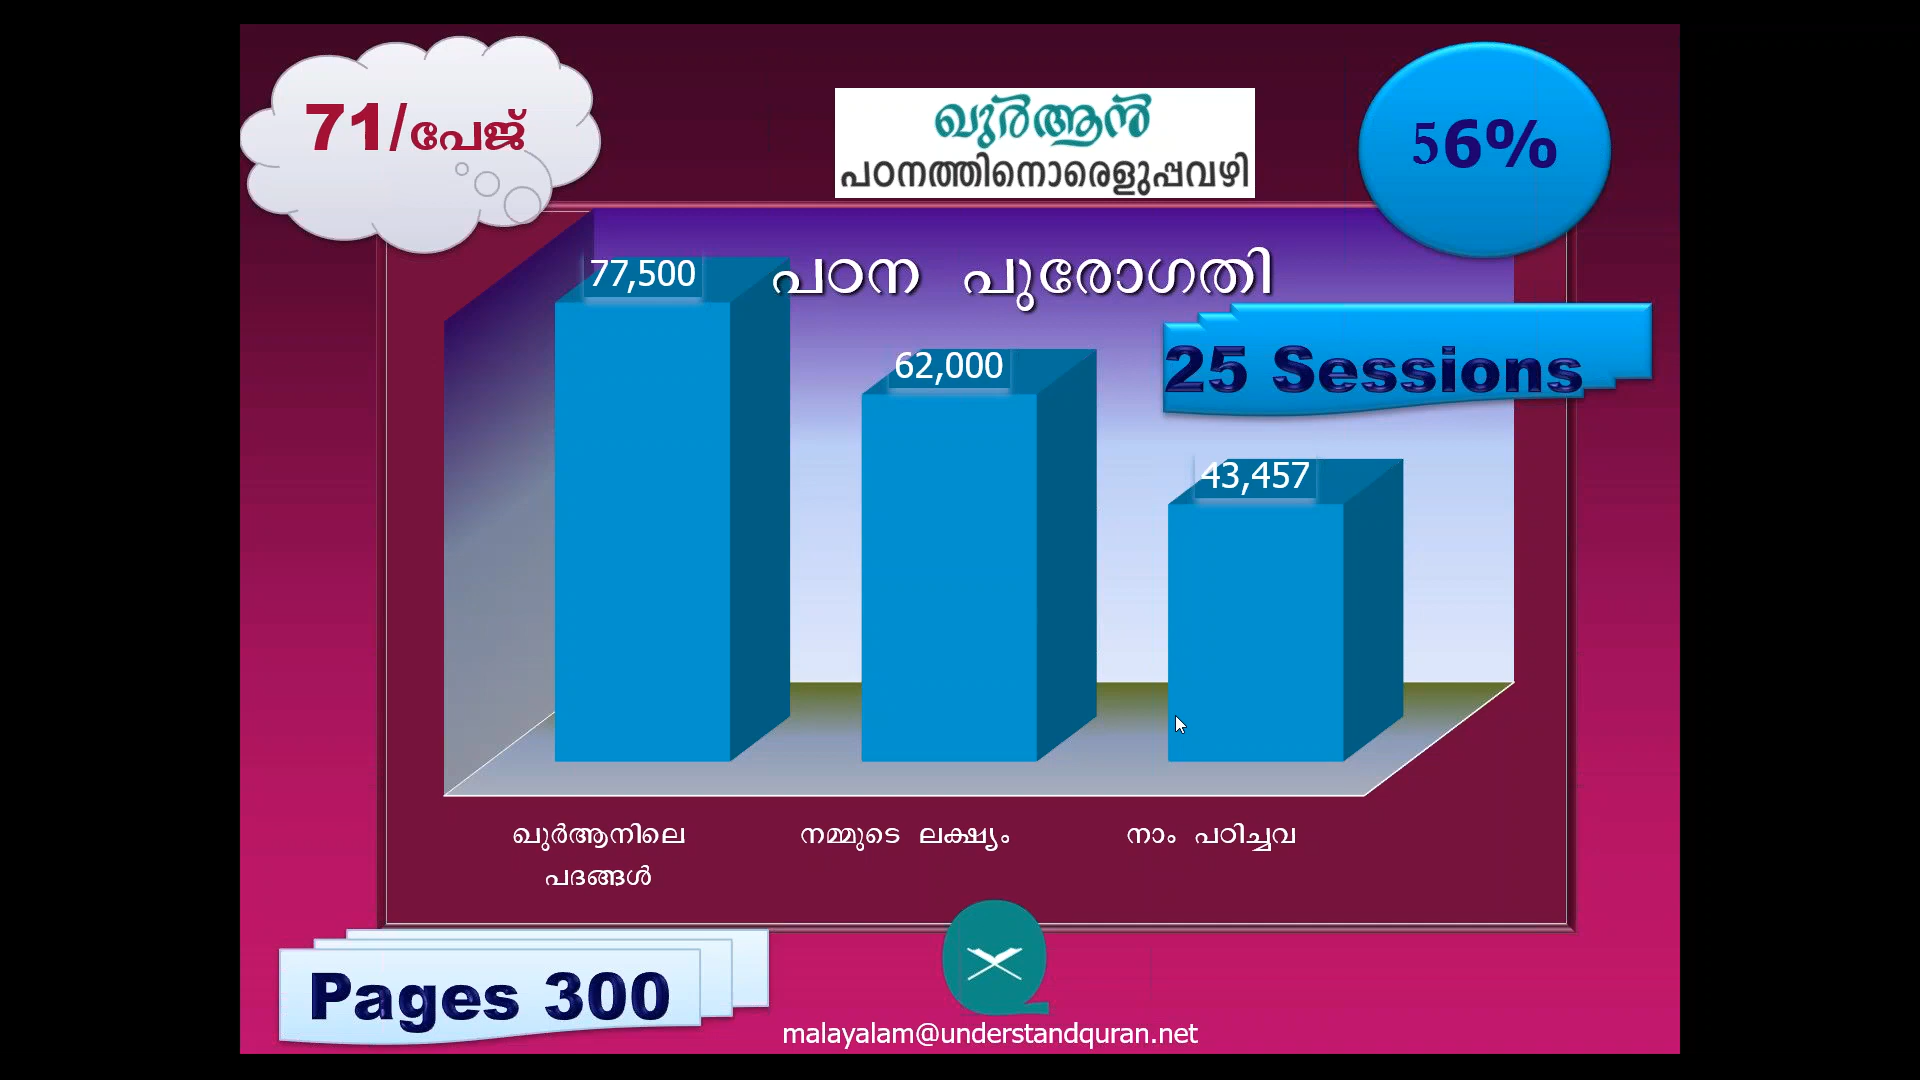 71/പേജ്
ഖുർആൻ
പഠനത്തിനൊരെളുപ്പവഴി
56%
പഠന പുരോഗതി
25 Sessions
77,500
62,000
43,457
ഖുർആനിലെ
പദങ്ങൾ
നമ്മുടെ ലക്ഷ്യം
നാം പഠിച്ചവ
Pages 300
malayalam@understandquran.net